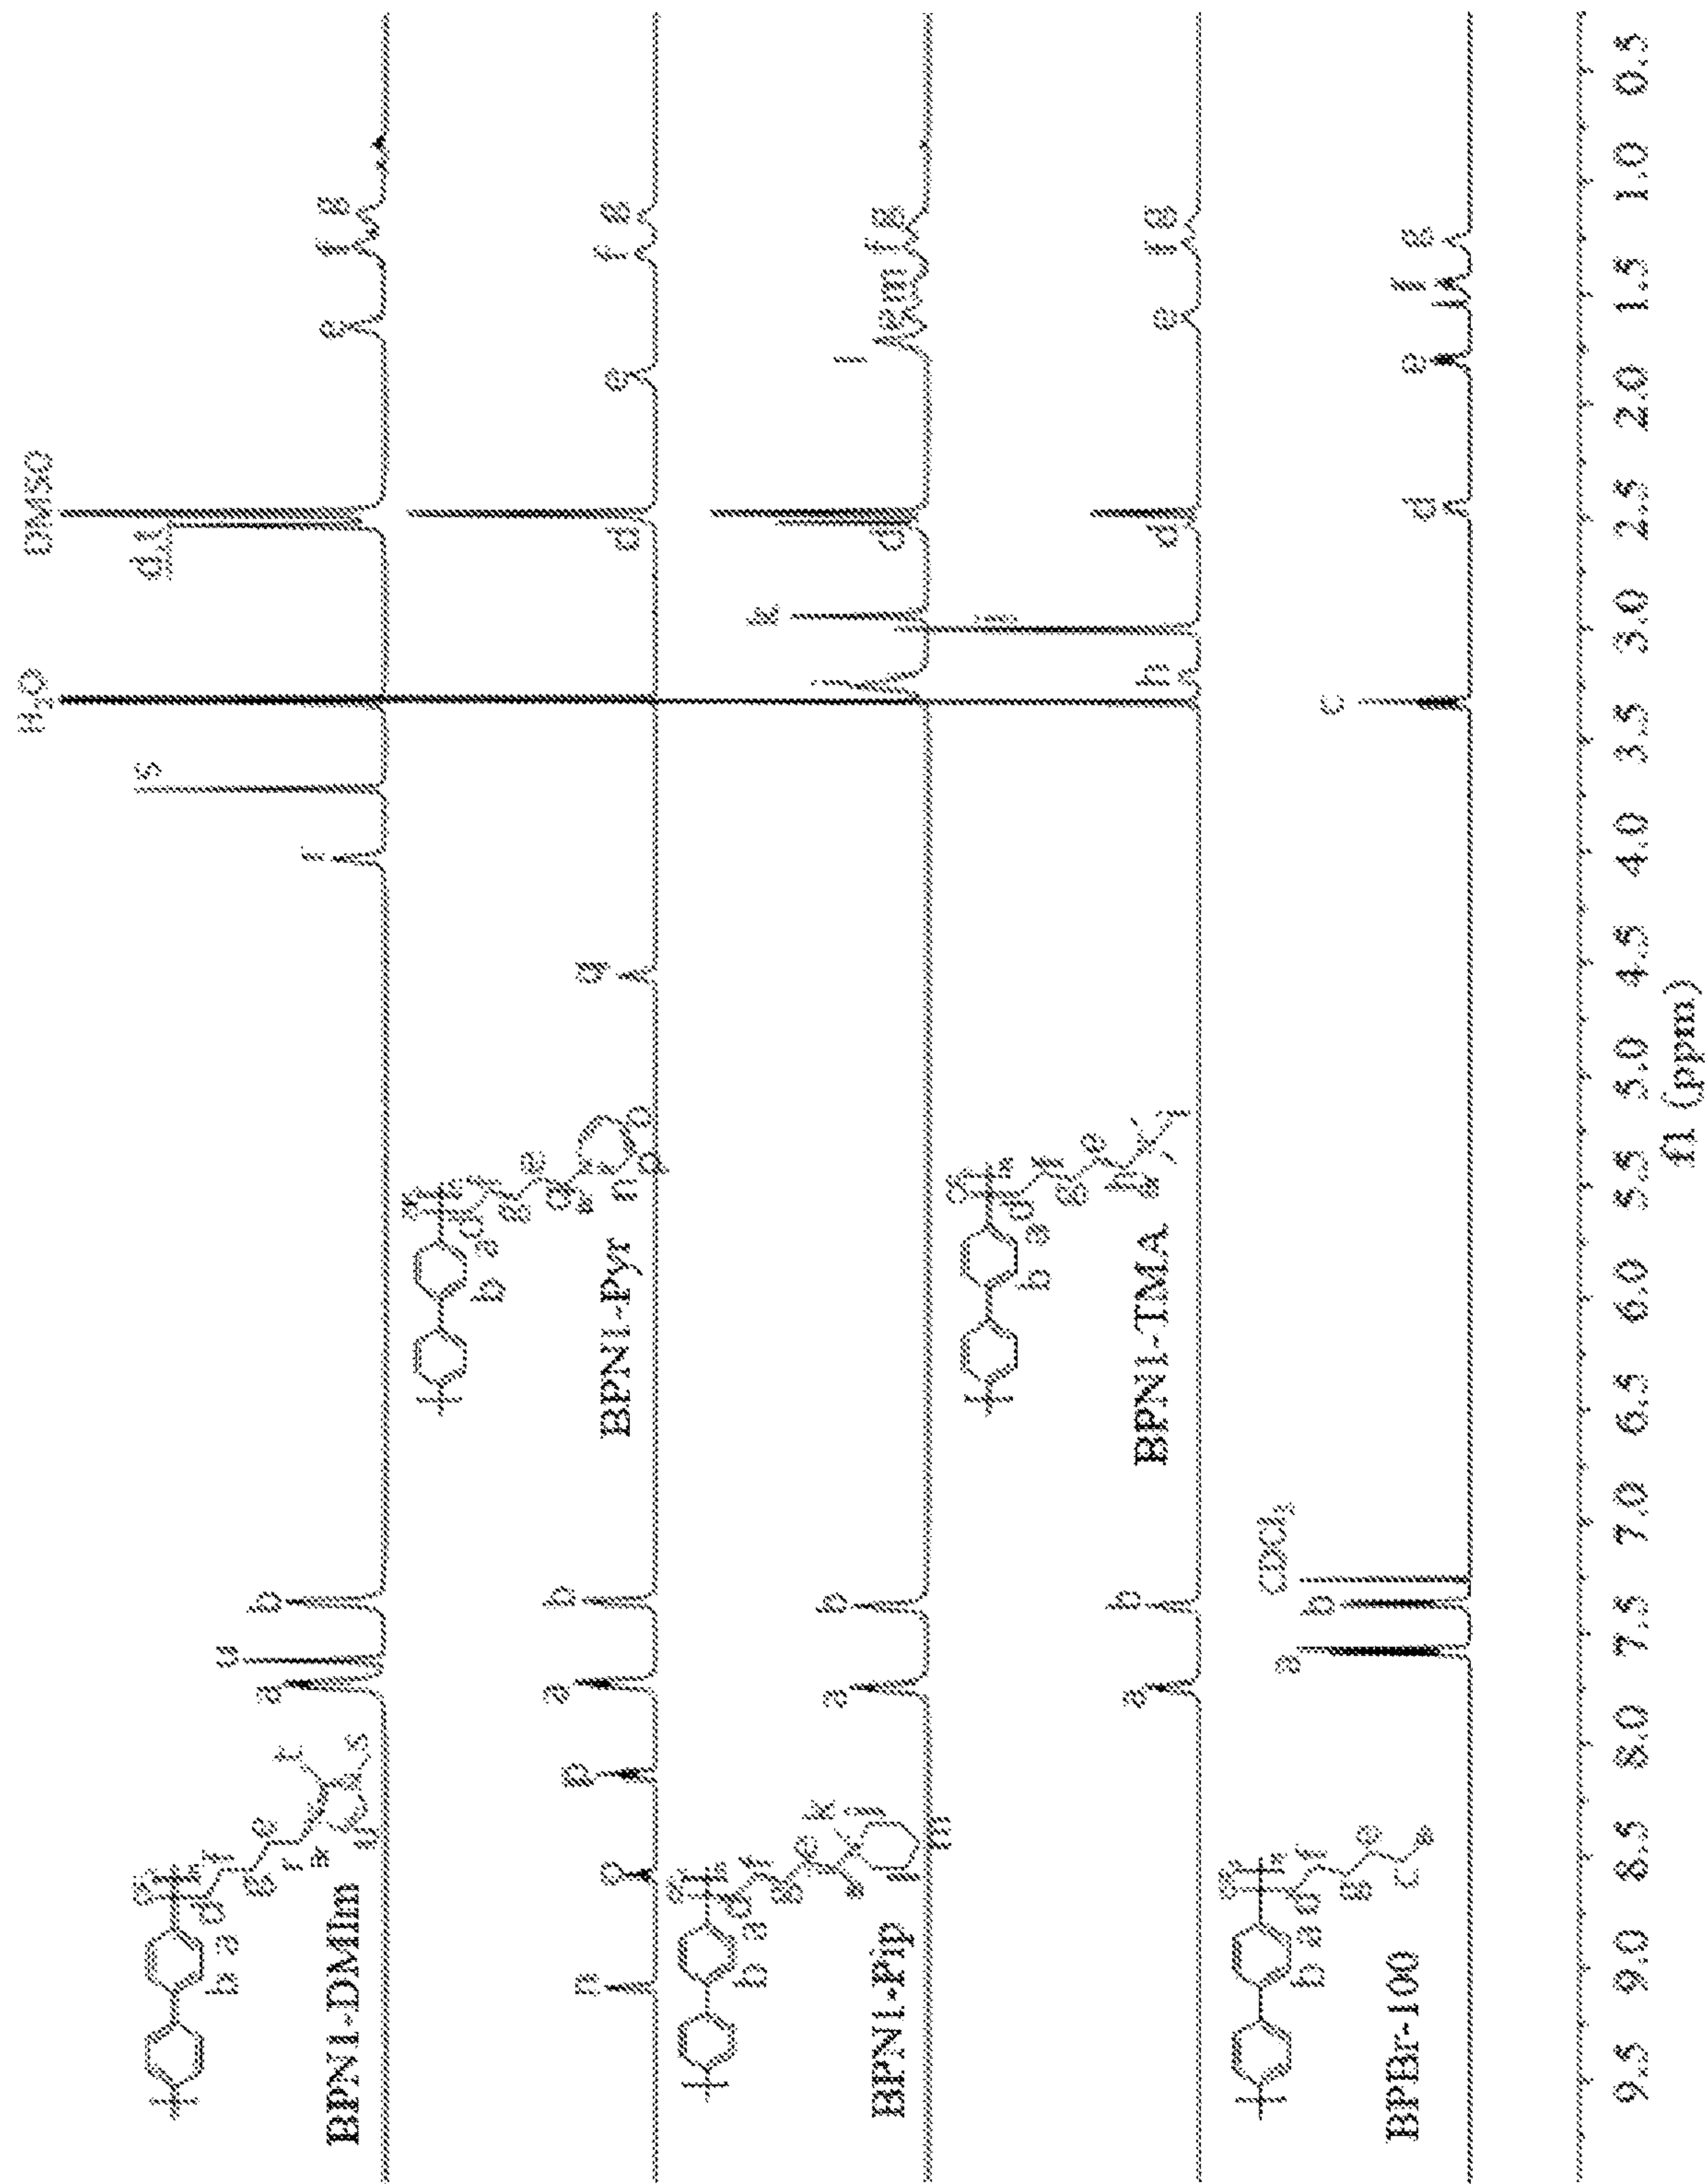 H₂O
DMSO
BPN1-DMIm
a
u
b
r
s
d,t
e
f
g
BPN1-Pyr
n
o
p
a
b
q
d
e
f
g
BPN1-Pip
a
b
j
k
d
l
e
m
f
g
BPN1-TMA
a
b
h
i
d
e
f
g
BPBr-100
a
b
CDCl₃
c
d
e
f
g
9.5 9.0 8.5 8.0 7.5 7.0 6.5 6.0 5.5 5.0 4.5 4.0 3.5 3.0 2.5 2.0 1.5 1.0 0.5
f1 (ppm)